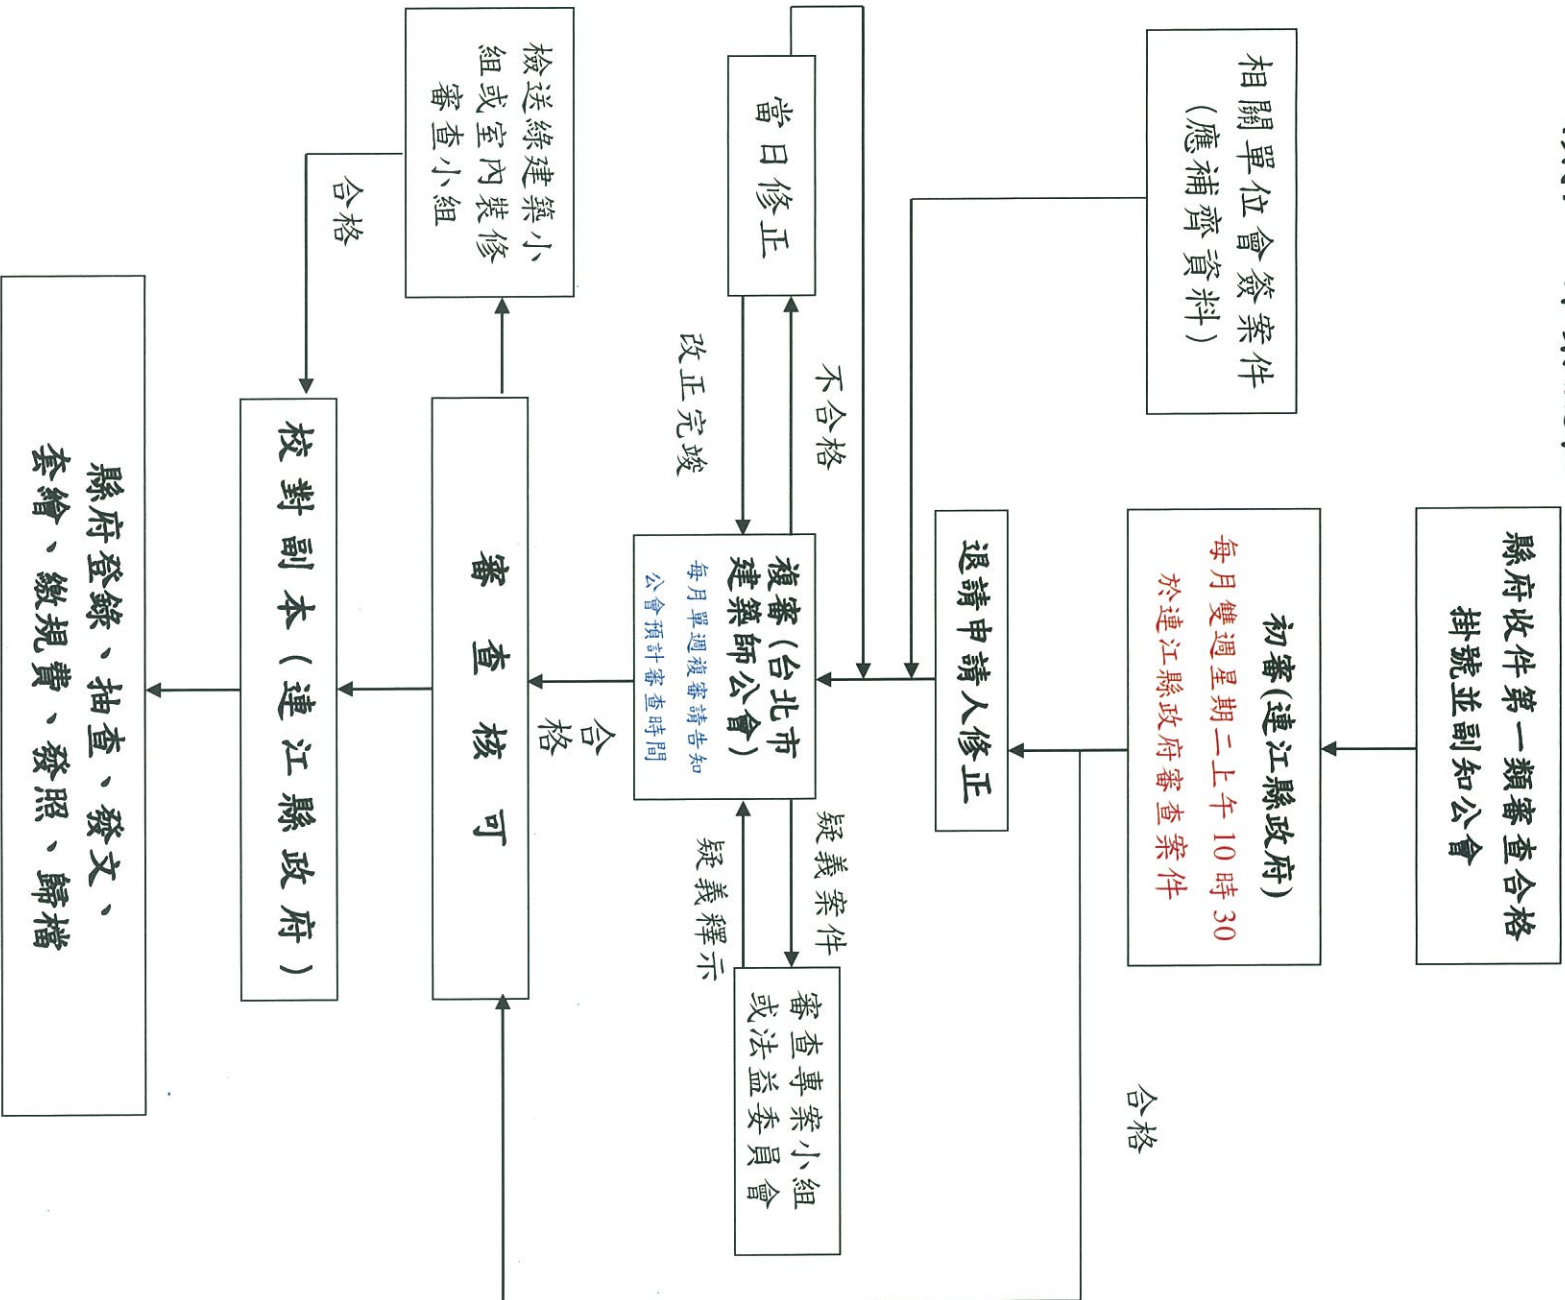 縣府收件第一類審查合格
掛號並副知公會
初審(連江縣政府)
每月雙週星期二上午10時30
於連江縣政府審查案件
合格
相關單位會簽案件
(應補齊資料)
退請申請人修正
當日修正
不合格
改正完竣
複審(台北市
建築師公會)
每月單週複審請告知
公會預計審查時間
疑義案件
疑義釋示
審查專案小組
或法益委員會
合格
審查核可
檢送綠建築小
組或室內裝修
審查小組
合格
校對副本(連江縣政府)
縣府登錄、抽查、發文、
套繪、繳規費、發照、歸檔